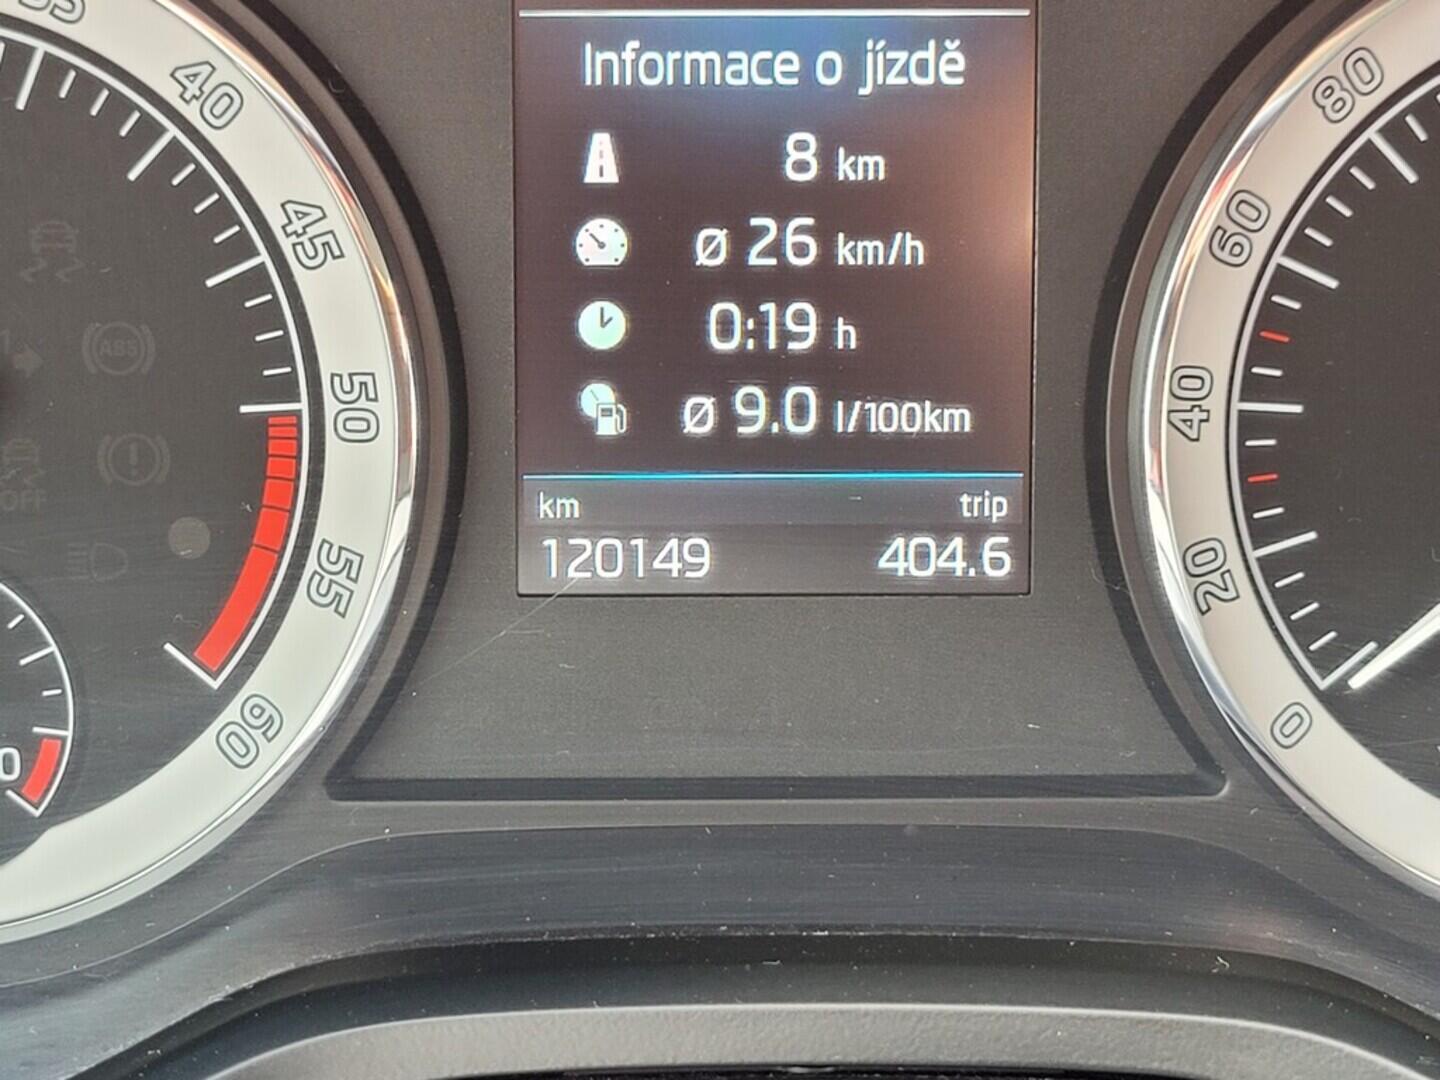 Informace o jízdě
8 km
Ø 26 km/h
0:19 h
Ø 9.0 l/100km
km trip
120149 404.6
40
45
50
55
60
ABS
OFF
80
60
40
20
0